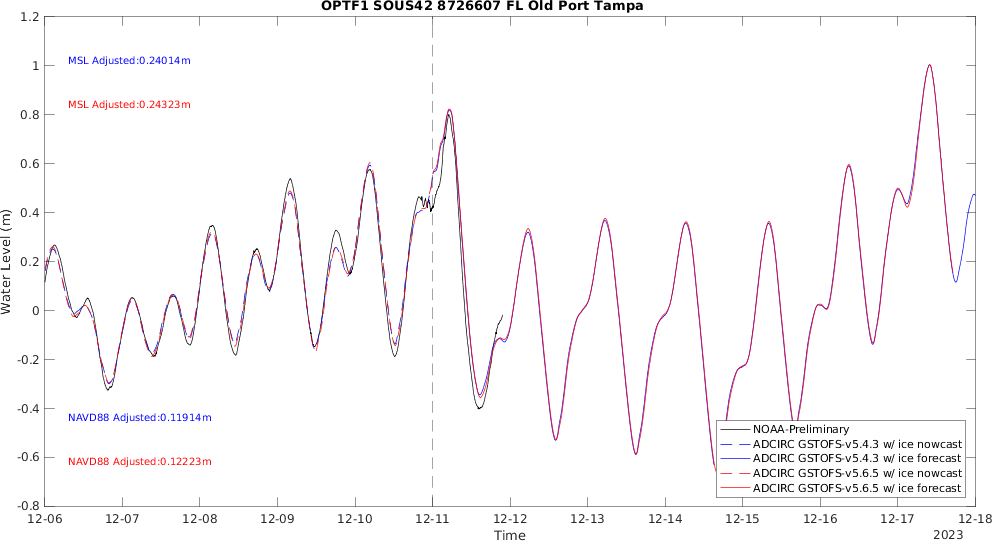 OPTF1 SOUS42 8726607 FL Old Port Tampa
1.2
1
0.8
0.6
0.4
0.2
0
-0.2
-0.4
-0.6
-0.8
Water Level (m)
MSL Adjusted:0.24014m
MSL Adjusted:0.24323m
NAVD88 Adjusted:0.11914m
NAVD88 Adjusted:0.12223m
NOAA-Preliminary
ADCIRC GSTOFS-v5.4.3 w/ ice nowcast
ADCIRC GSTOFS-v5.4.3 w/ ice forecast
ADCIRC GSTOFS-v5.6.5 w/ ice nowcast
ADCIRC GSTOFS-v5.6.5 w/ ice forecast
12-06 12-07 12-08 12-09 12-10 12-11 12-12 12-13 12-14 12-15 12-16 12-17 12-18
Time
2023